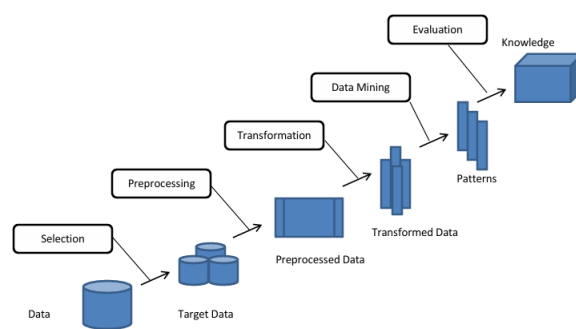 Evaluation
Knowledge
Data Mining
Transformation
Patterns
Preprocessing
Transformed Data
Selection
Preprocessed Data
Data
Target Data